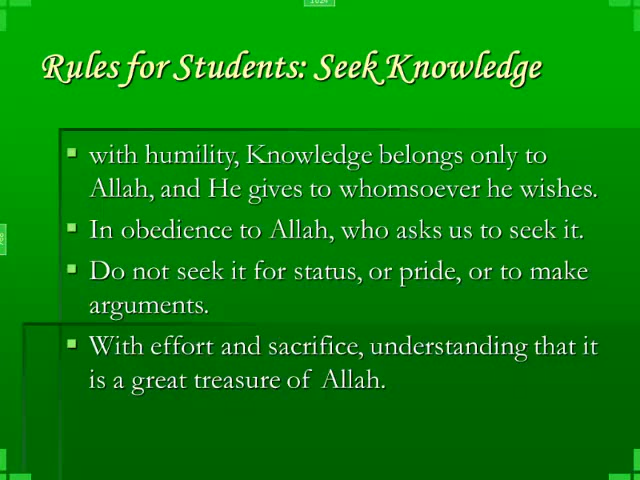 1024
Rules for Students: Seek Knowledge
with humility, Knowledge belongs only to
Allah, and He gives to whomsoever he wishes.
In obedience to Allah, who asks us to seek it.
768
Do not seek it for status, or pride, or to make
arguments.
With effort and sacrifice, understanding that it
is a great treasure of Allah.